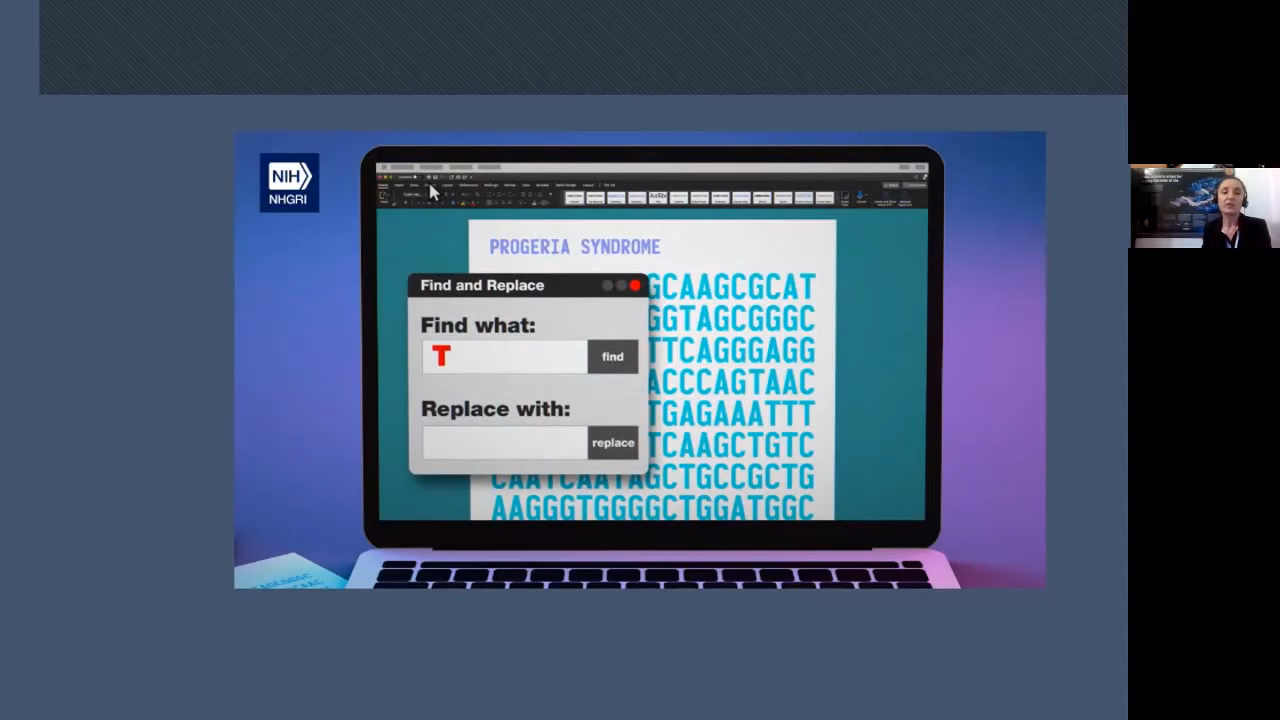 NIH
NHGRI
PROGERIA SYNDROME
Find and Replace
Find what:
T
find
Replace with:
replace
GCAAGCGCAT
GGTAGCGGGC
TTCAGGGAGG
ACCCAGTAAC
TGAGAAATTT
TCAAGCTGTC
CAATCAATAGCTGCCGCTG
AAGGGTGGGGCTGGATGGC